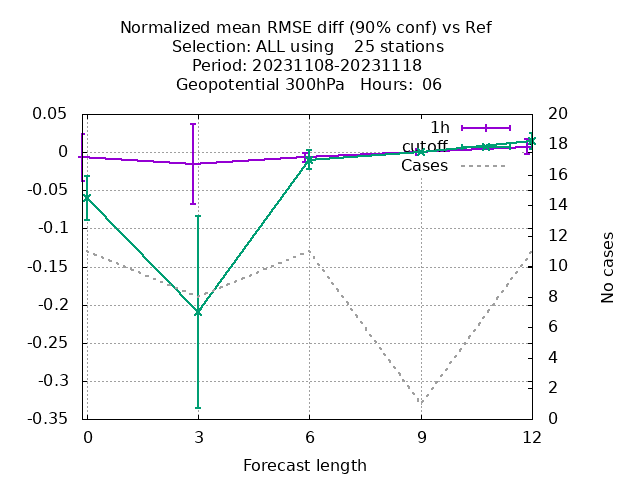 Normalized mean RMSE diff (90% conf) vs Ref
Selection: ALL using    25 stations
Period: 20231108-20231118
Geopotential 300hPa   Hours:  06
0.05
0
-0.05
-0.1
-0.15
-0.2
-0.25
-0.3
-0.35
1h
cutoff
Cases
20
18
16
14
12
10
8
6
4
2
0
No cases
0
3
6
9
12
Forecast length